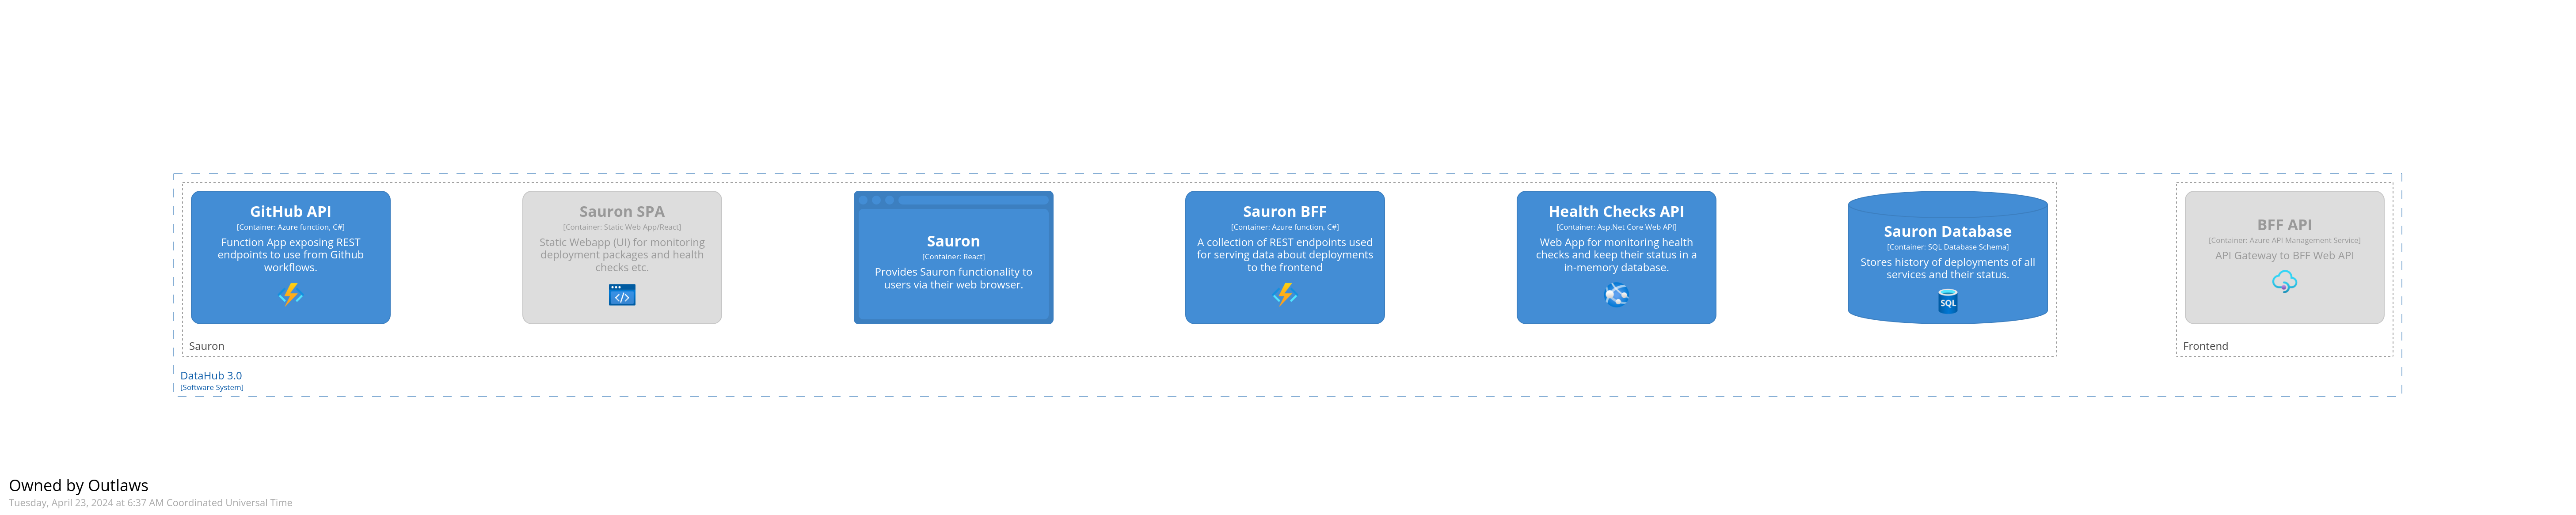 GitHub API
[Container: Azure function, C#]
Function App exposing REST
endpoints to use from Github
workflows.
Sauron SPA
[Container: Static Web App/React]
Static Webapp (UI) for monitoring
deployment packages and health
checks etc.
Sauron
[Container: React]
Provides Sauron functionality to
users via their web browser.
Sauron BFF
[Container: Azure function, C#]
A collection of REST endpoints used
for serving data about deployments
to the frontend
Health Checks API
[Container: Asp.Net Core Web API]
Web App for monitoring health
checks and keep their status in a
in-memory database.
Sauron Database
[Container: SQL Database Schema]
Stores history of deployments of all
services and their status.
SQL
BFF API
[Container: Azure API Management Service]
API Gateway to BFF Web API
Sauron
Frontend
DataHub 3.0
[Software System]
Owned by Outlaws
Tuesday, April 23, 2024 at 6:37 AM Coordinated Universal Time